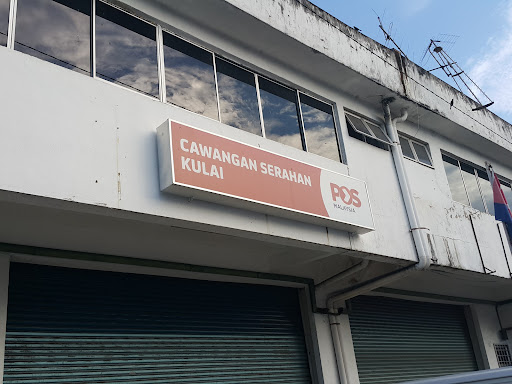 CAWANGAN SERAHAN
KULAI
POS
MALAYSIA